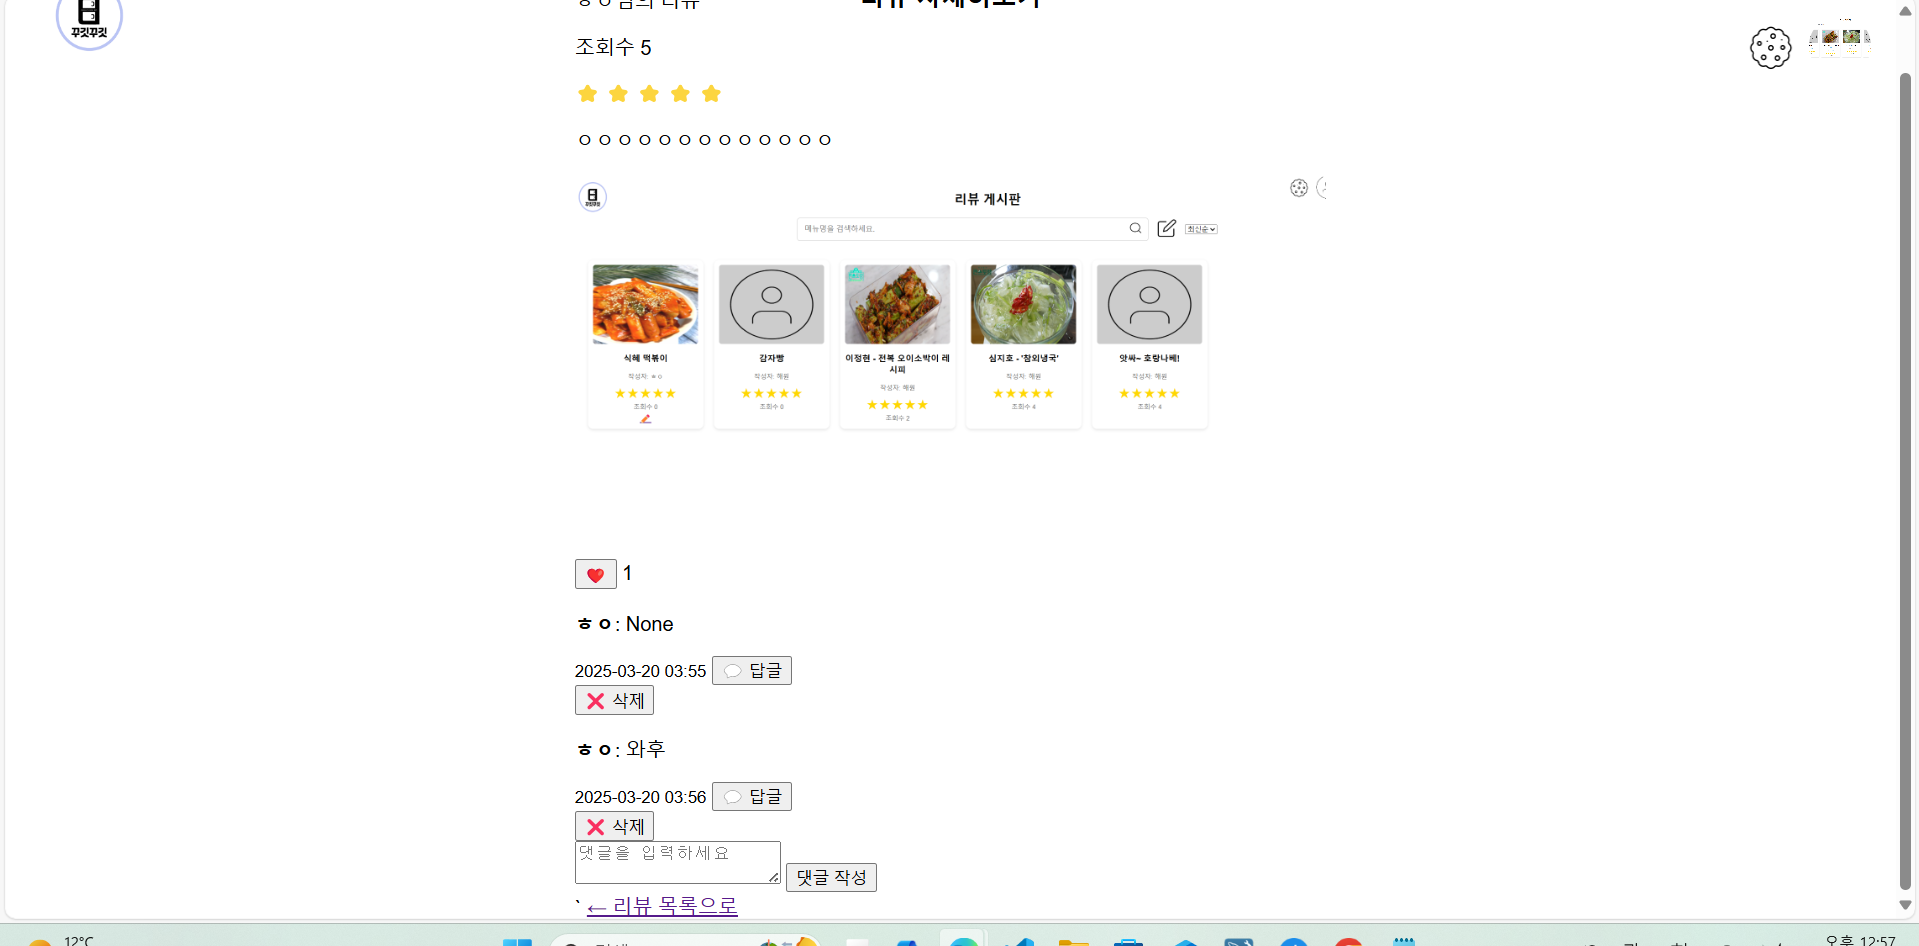 꾸깃꾸깃
ㅎㅇ님의 리뷰
리뷰 자세히보기
조회수 5
ㅇㅇㅇㅇㅇㅇㅇㅇㅇㅇㅇㅇㅇ
리뷰 게시판
메뉴명을 검색하세요.
최신순
식혜 떡볶이
작성자: ㅎㅇ
조회수 0
감자빵
작성자: 해원
조회수 0
이정현 - 전복 오이소박이 레
시피
작성자: 해원
조회수 2
심지호 - '참외냉국'
작성자: 해원
조회수 4
앗싸~ 호랑나베!
작성자: 해원
조회수 4
1
ㅎㅇ: None
2025-03-20 03:55 답글
삭제
ㅎㅇ: 와후
2025-03-20 03:56 답글
삭제
댓글을 입력하세요
댓글 작성
` ← 리뷰 목록으로
12°C
오후 12:57